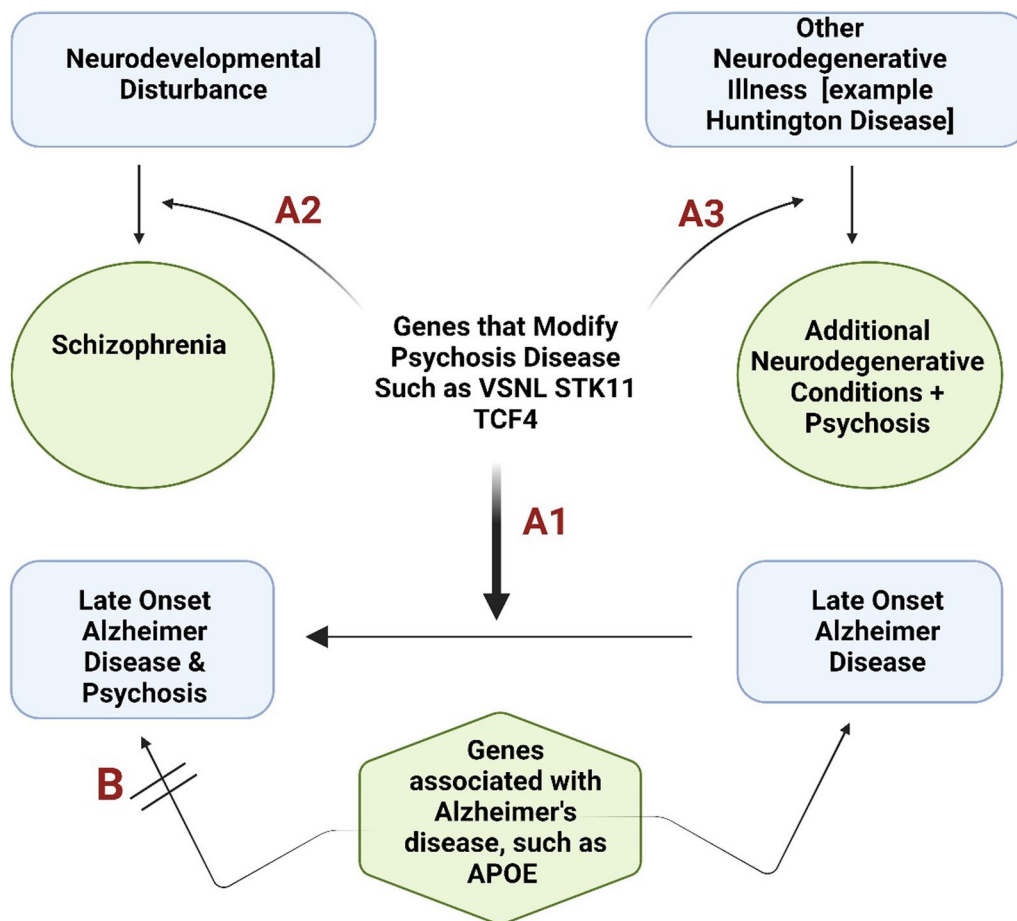 Neurodevelopmental
Disturbance
Other
Neurodegenerative
Illness [example
Huntington Disease]
A2
A3
Schizophrenia
Genes that Modify
Psychosis Disease
Such as VSNL STK11
TCF4
Additional
Neurodegenerative
Conditions +
Psychosis
A1
Late Onset
Alzheimer
Disease &
Psychosis
Late Onset
Alzheimer
Disease
B
Genes
associated with
Alzheimer's
disease, such as
APOE